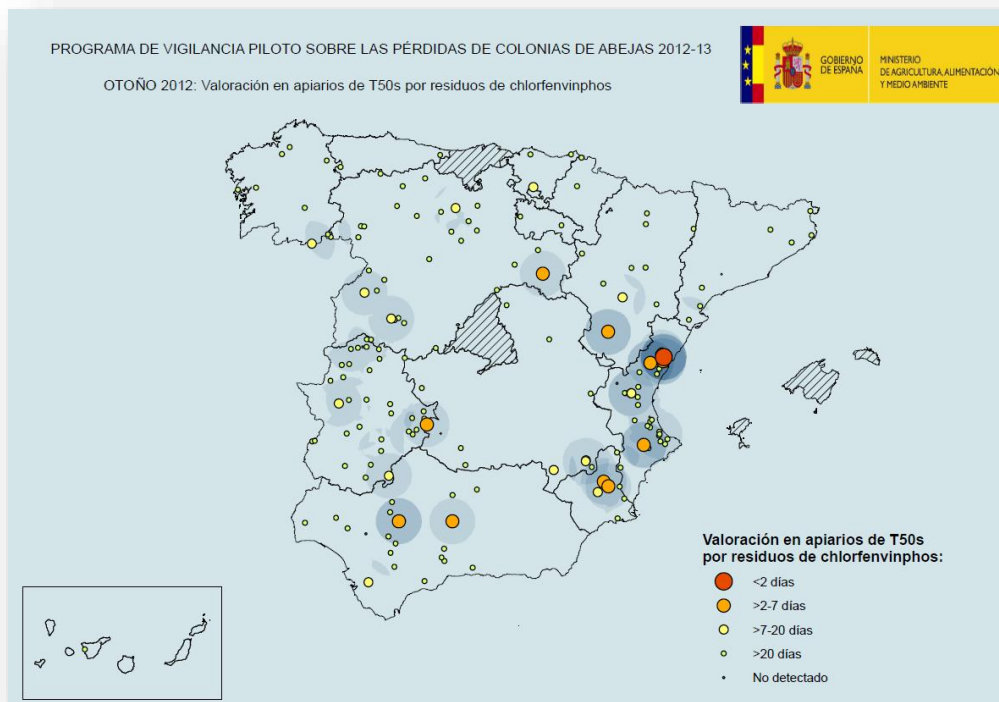 PROGRAMA DE VIGILANCIA PILOTO SOBRE LAS PÉRDIDAS DE COLONIAS DE ABEJAS 2012-13
OTOÑO 2012: Valoración en apiarios de T50s por residuos de chlorfenvinphos
GOBIERNO
DE ESPAÑA
MINISTERIO
DE AGRICULTURA, ALIMENTACIÓN
Y MEDIO AMBIENTE
Valoración en apiarios de T50s
por residuos de chlorfenvinphos:
<2 días
>2-7 días
>7-20 días
>20 días
No detectado